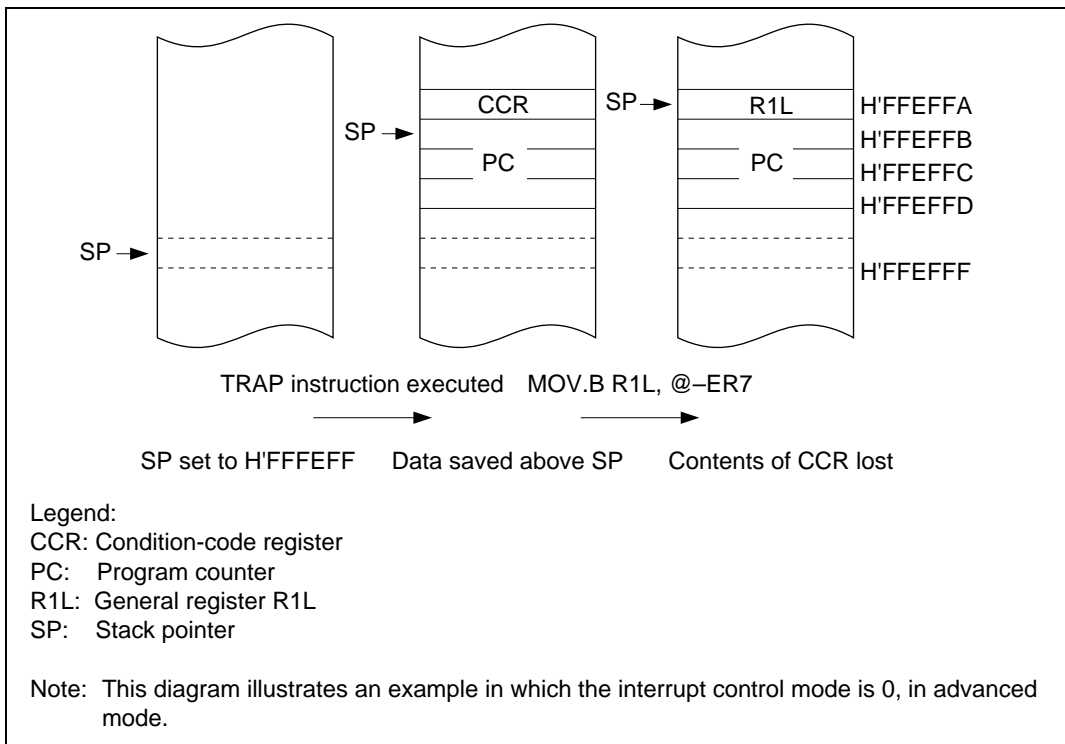 CCR SP R1L H'FFEFFA
SP H'FFEFFB
PC PC H'FFEFFC
H'FFEFFD
SP
H'FFEFFF
TRAP instruction executed MOV.B R1L, @–ER7
SP set to H'FFFEFF Data saved above SP Contents of CCR lost
Legend:
CCR: Condition-code register
PC: Program counter
R1L: General register R1L
SP: Stack pointer
Note: This diagram illustrates an example in which the interrupt control mode is 0, in advanced
mode.